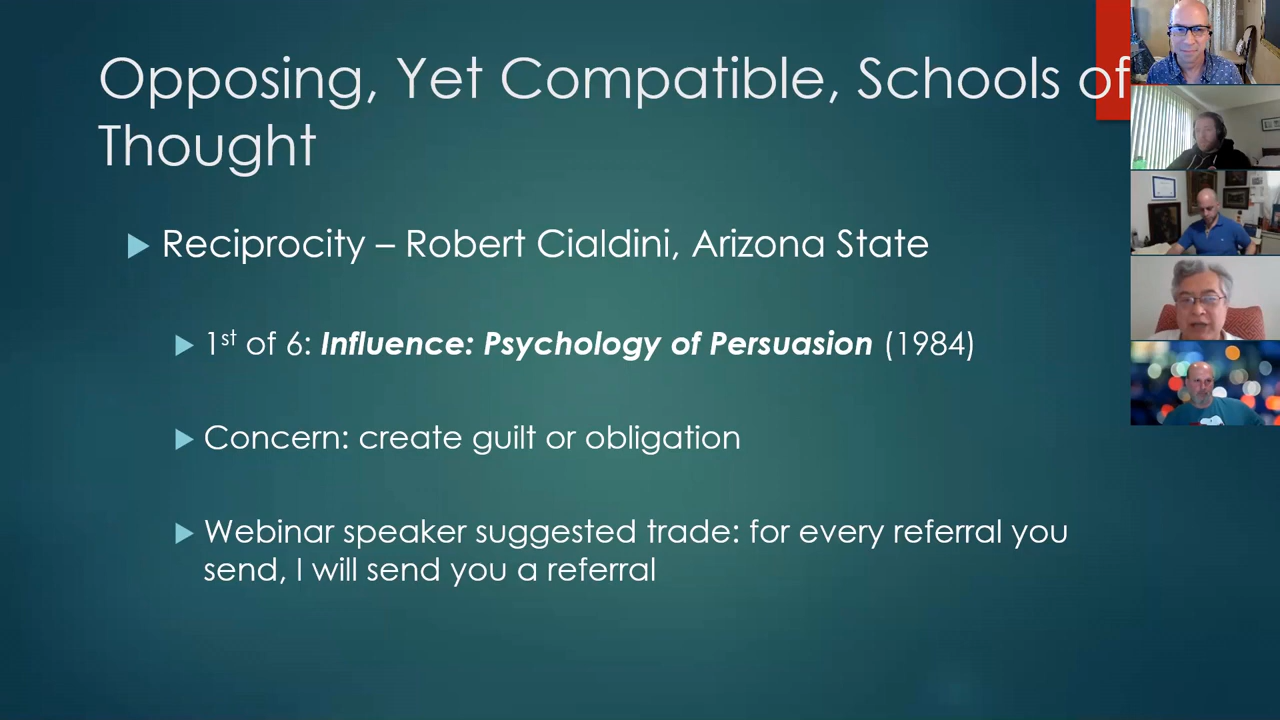 Opposing, Yet Compatible, Schools of
Thought
Reciprocity – Robert Cialdini, Arizona State
1st of 6: Influence: Psychology of Persuasion (1984)
Concern: create guilt or obligation
Webinar speaker suggested trade: for every referral you
send, I will send you a referral